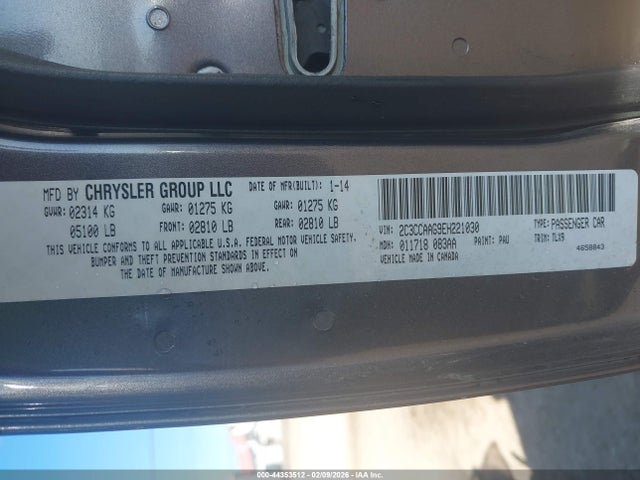 MFD BY CHRYSLER GROUP LLC DATE OF MFR(BUILT): 1-14
GVWR: 02314 KG GAWR: 01275 KG GAWR: 01275 KG
05100 LB FRONT: 02810 LB REAR: 02810 LB
THIS VEHICLE CONFORMS TO ALL APPLICABLE U.S.A. FEDERAL MOTOR VEHICLE SAFETY,
BUMPER AND THEFT PREVENTION STANDARDS IN EFFECT ON
THE DATE OF MANUFACTURE SHOWN ABOVE.
VIN: 2C3CCAAG9EH221030 TYPE: PASSENGER CAR
MDH: 011718 083AA PAINT: PAU TRIM: TLX9
VEHICLE MADE IN CANADA 4658843
000-44353512 - 02/09/2026 - COPART